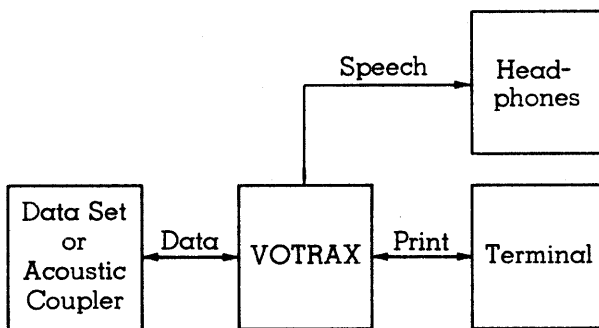 Speech
Head-
phones
Data Set
or
Acoustic
Coupler
Data
VOTRAX
Print
Terminal